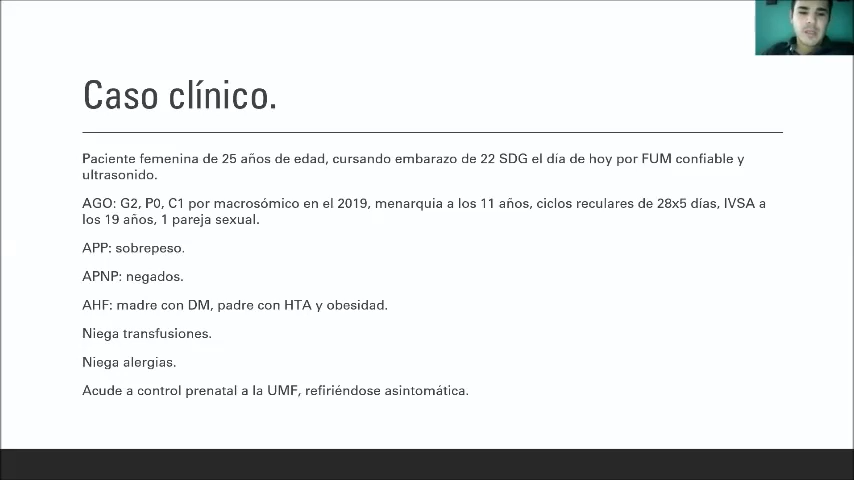 Caso clínico.
Paciente femenina de 25 años de edad, cursando embarazo de 22 SDG el día de hoy por FUM confiable y
ultrasonido.
AGO: G2, P0, C1 por macrosómico en el 2019, menarquia a los 11 años, ciclos reculares de 28x5 días, IVSA a
los 19 años, 1 pareja sexual.
APP: sobrepeso.
APNP: negados.
AHF: madre con DM, padre con HTA y obesidad.
Niega transfusiones.
Niega alergias.
Acude a control prenatal a la UMF, refiriéndose asintomática.